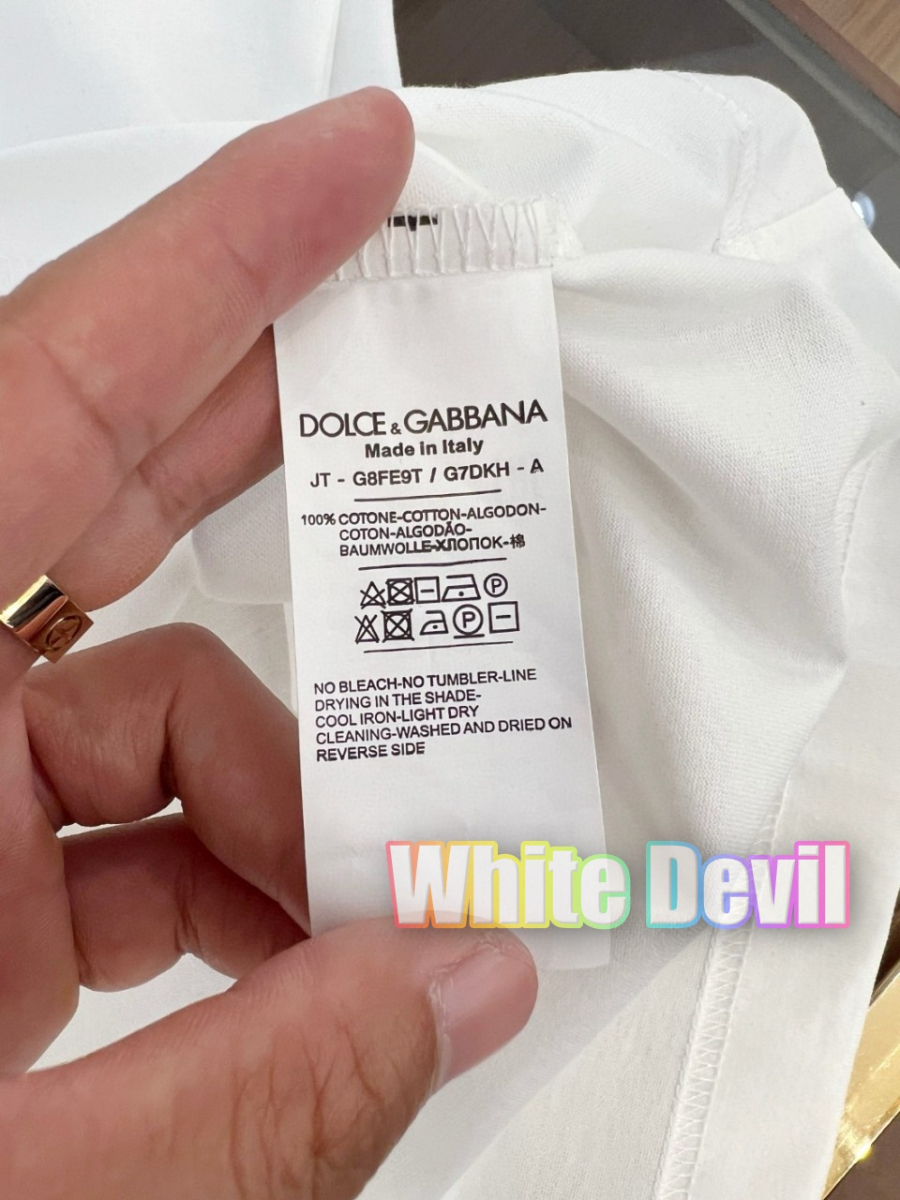 DOLCE & GABBANA
Made in Italy
JT - G8FE9T / G7DKH - A
100% COTONE-COTTON-ALGODON-
COTON-ALGODÃO-
BAUMWOLLE-ХЛОПОК-棉
P
P
NO BLEACH-NO TUMBLER-LINE
DRYING IN THE SHADE-
COOL IRON-LIGHT DRY
CLEANING-WASHED AND DRIED ON
REVERSE SIDE
White Devil